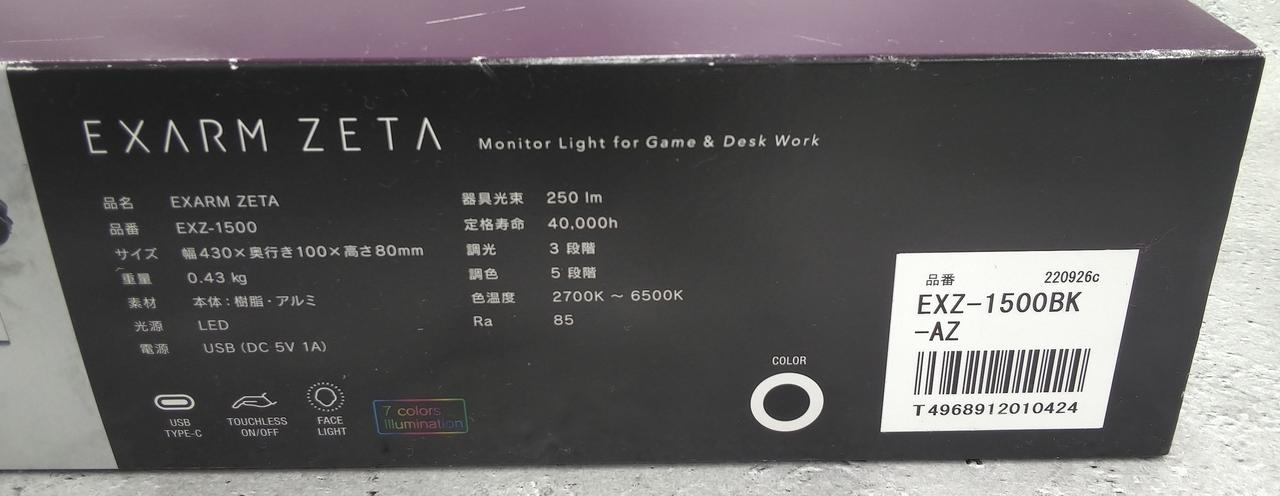 EXARM ZETA Monitor Light for Game & Desk Work
品名 EXARM ZETA
品番 EXZ-1500
サイズ 幅430×奥行き100×高さ80mm
重量 0.43 kg
素材 本体:樹脂・アルミ
光源 LED
電源 USB (DC 5V 1A)
器具光束 250 lm
定格寿命 40,000h
調光 3 段階
調色 5 段階
色温度 2700K ~ 6500K
Ra 85
USB
TYPE-C
TOUCHLESS
ON/OFF
FACE
LIGHT
7 colors
Illumination
COLOR
品番 220926c
EXZ-1500BK
-AZ
T4968912010424